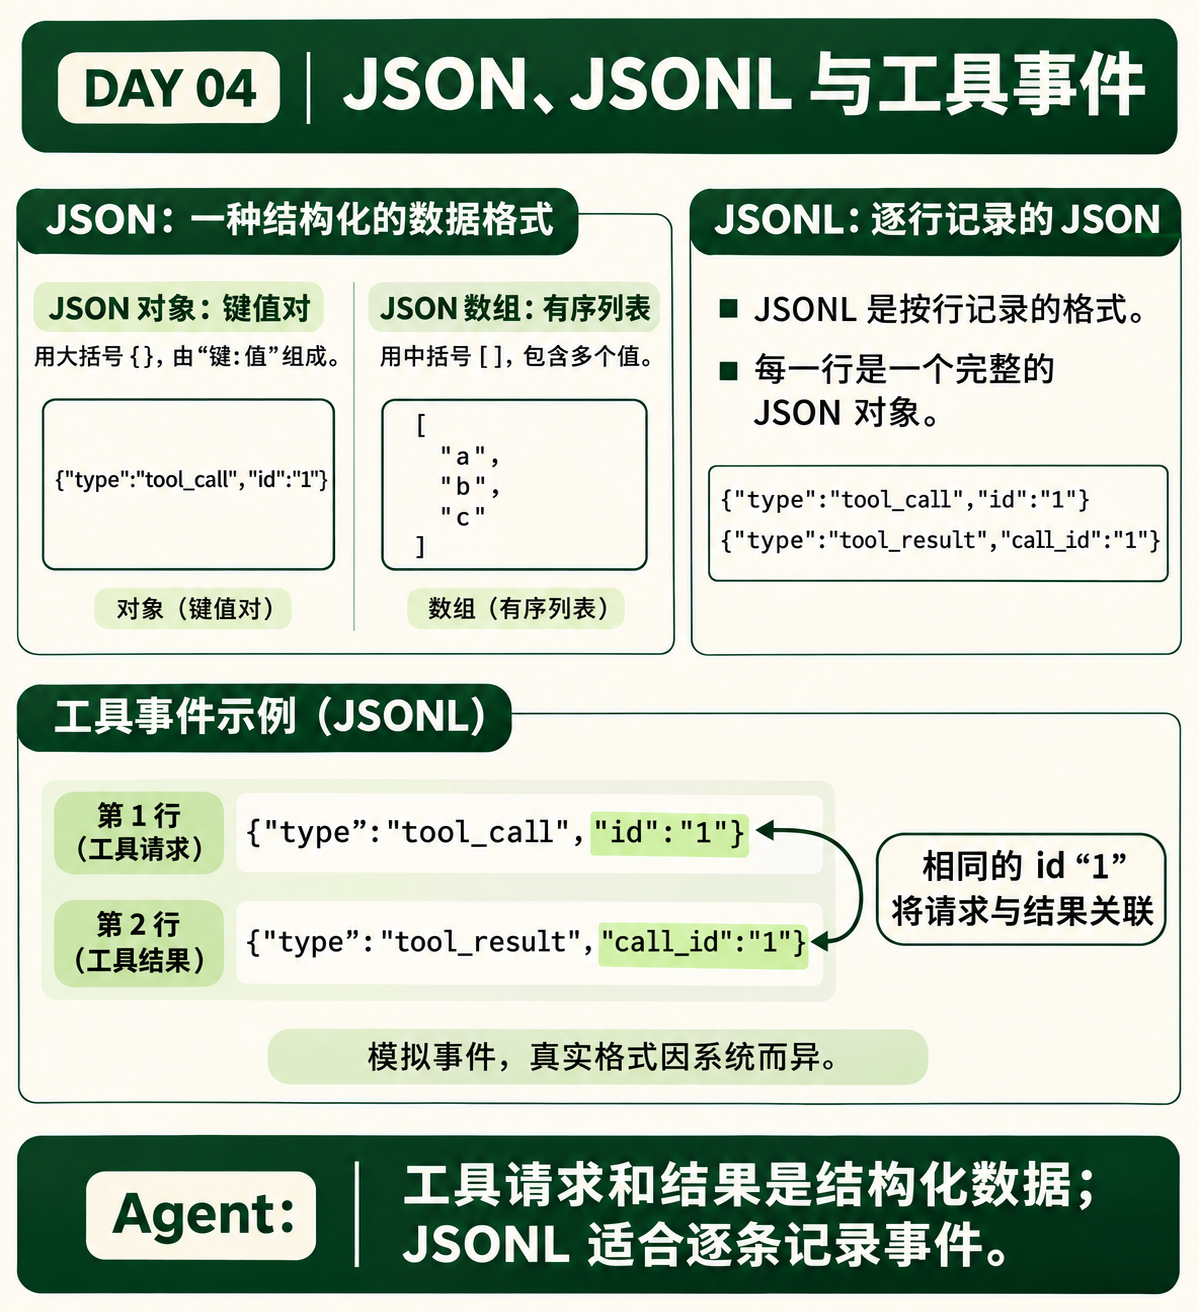 DAY 04
JSON、JSONL 与工具事件
JSON：一种结构化的数据格式
JSON 对象：键值对
用大括号 { }，由“键: 值”组成。
{"type":"tool_call","id":"1"}
对象（键值对）
JSON 数组：有序列表
用中括号 [ ]，包含多个值。
[
"a",
"b",
"c"
]
数组（有序列表）
JSONL：逐行记录的 JSON
■ JSONL 是按行记录的格式。
■ 每一行是一个完整的
JSON 对象。
{"type":"tool_call","id":"1"}
{"type":"tool_result","call_id":"1"}
工具事件示例（JSONL）
第 1 行
（工具请求）
{"type”:"tool_call","id":"1"}
第 2 行
（工具结果）
{"type”:"tool_result","call_id":"1"}
相同的 id “1”
将请求与结果关联
模拟事件，真实格式因系统而异。
Agent:
工具请求和结果是结构化数据；
JSONL 适合逐条记录事件。